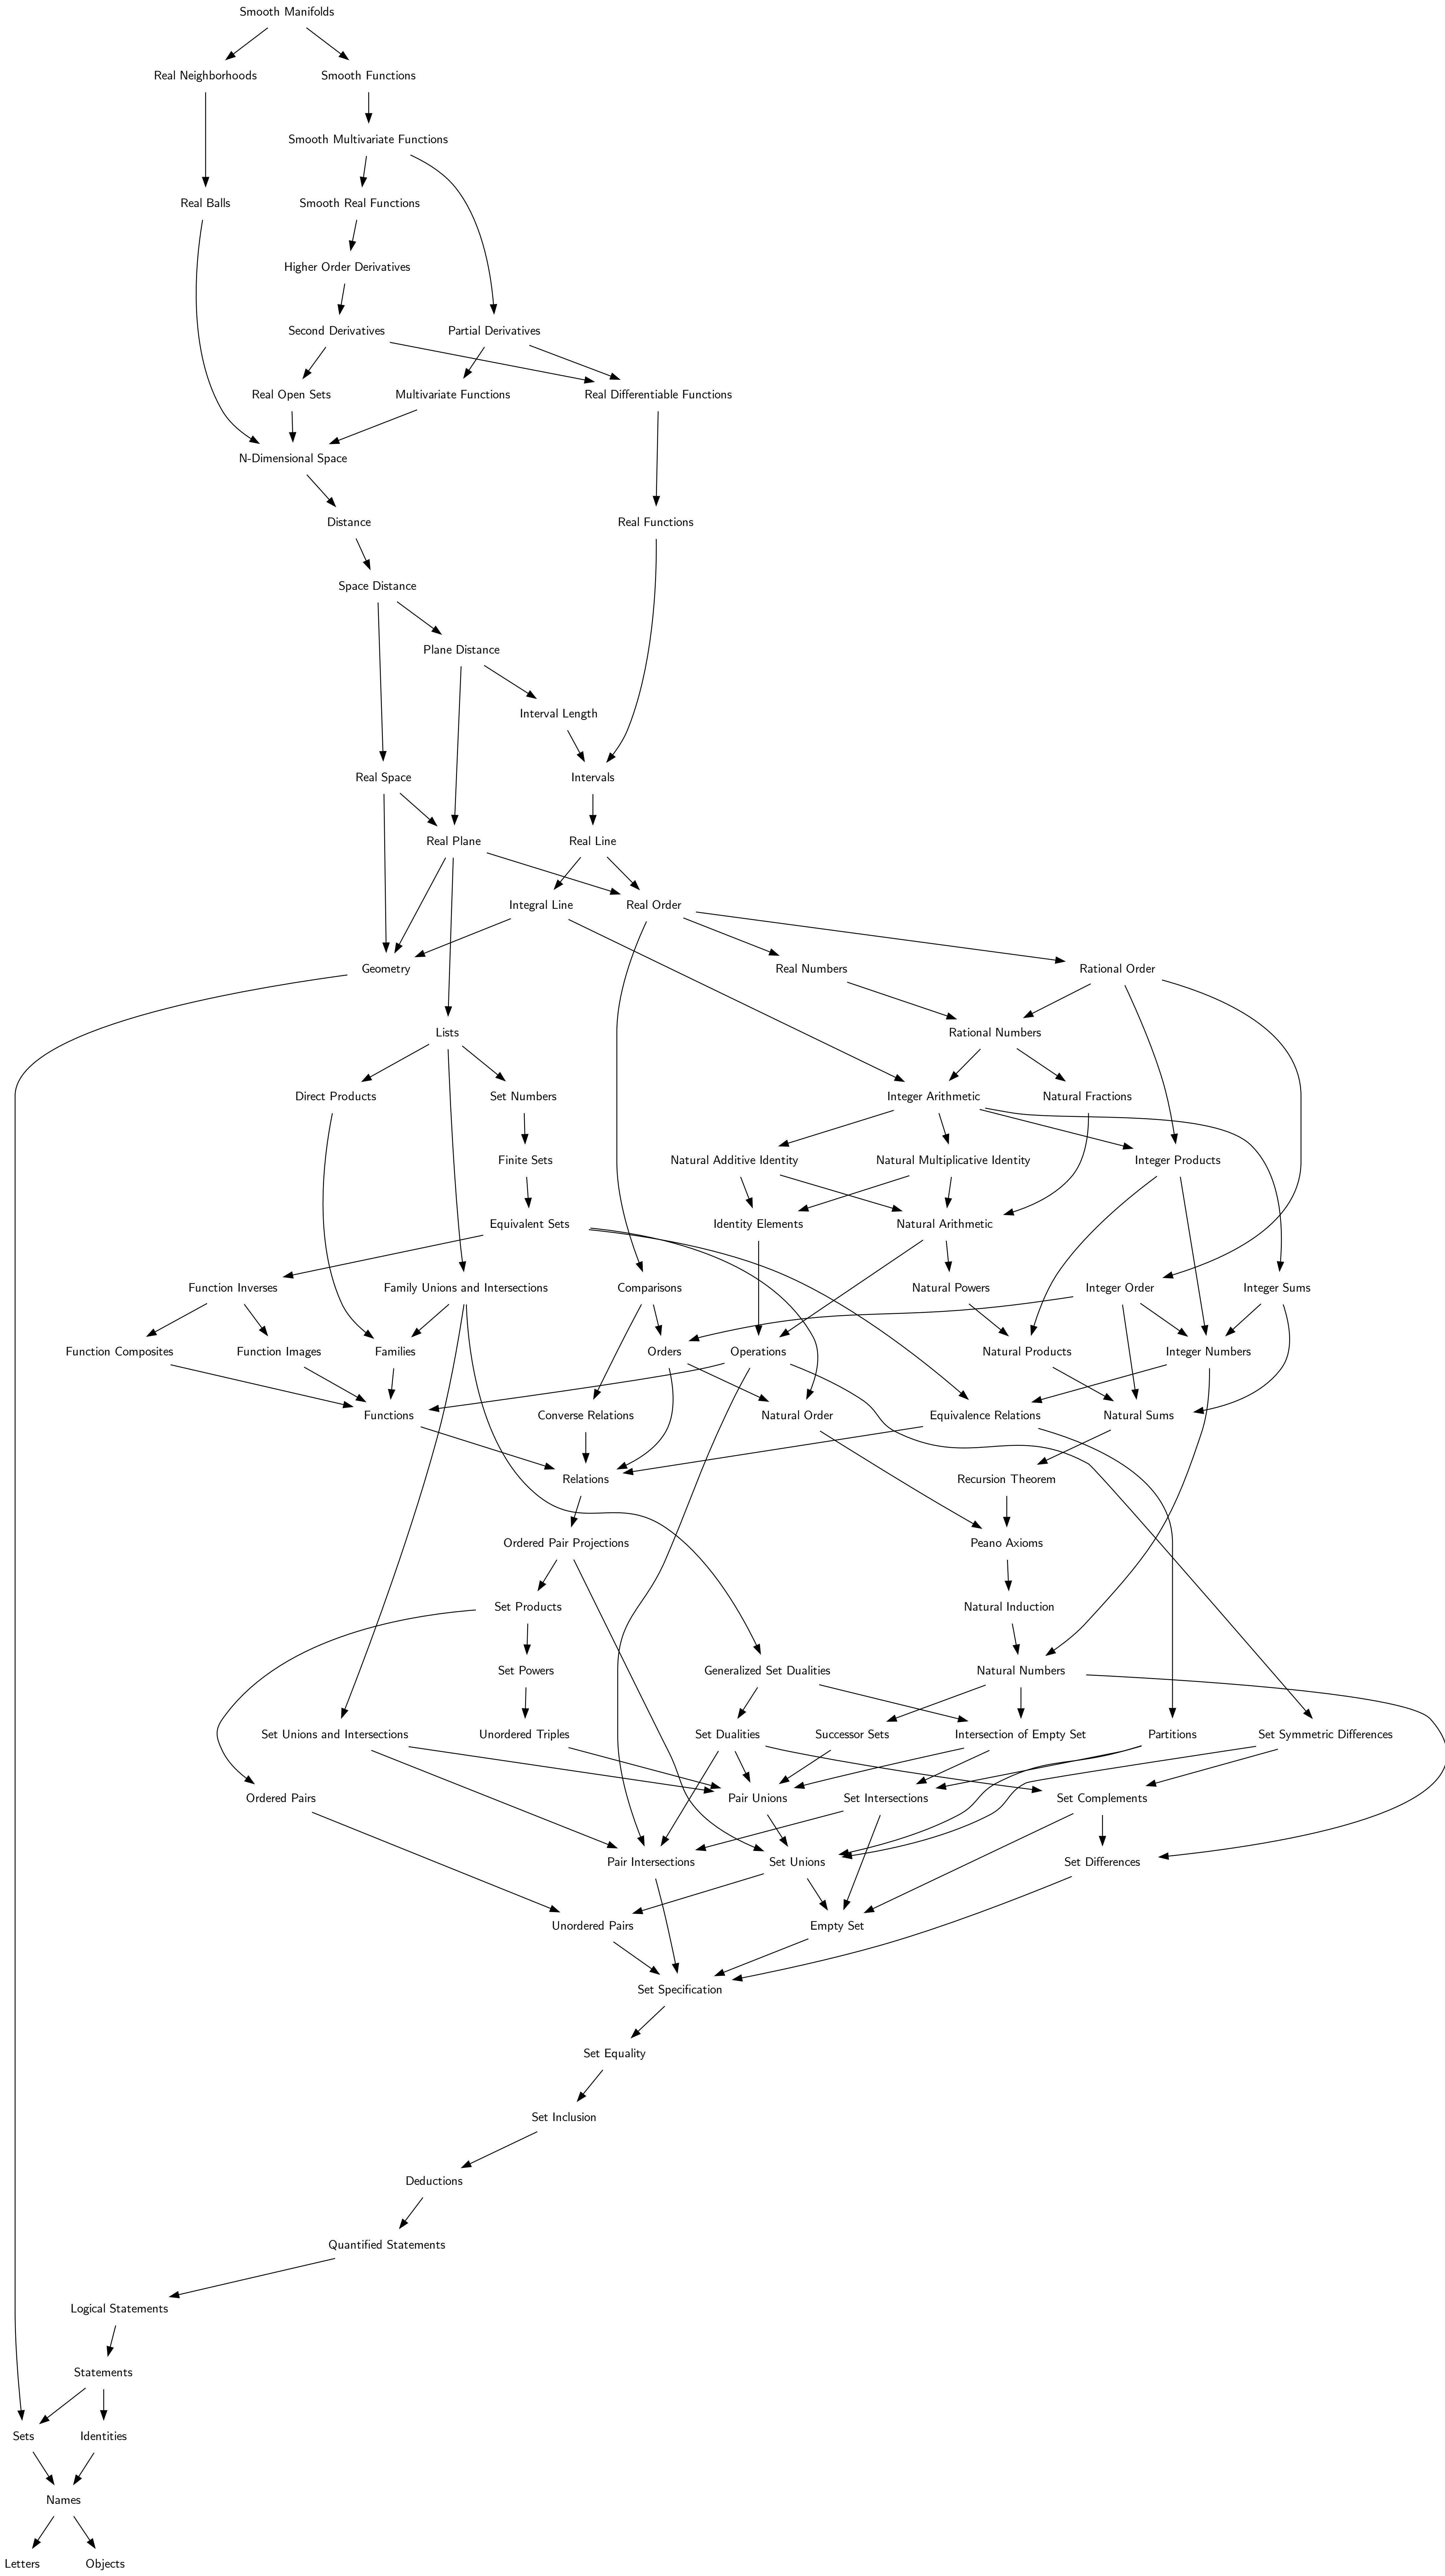 Smooth Manifolds
Real Neighborhoods
Smooth Functions
Smooth Multivariate Functions
Real Balls
Smooth Real Functions
Higher Order Derivatives
Second Derivatives
Partial Derivatives
Real Open Sets
Multivariate Functions
Real Differentiable Functions
N-Dimensional Space
Distance
Real Functions
Space Distance
Plane Distance
Interval Length
Real Space
Intervals
Real Plane
Real Line
Integral Line
Real Order
Geometry
Real Numbers
Rational Order
Lists
Rational Numbers
Direct Products
Set Numbers
Integer Arithmetic
Natural Fractions
Finite Sets
Natural Additive Identity
Natural Multiplicative Identity
Integer Products
Equivalent Sets
Identity Elements
Natural Arithmetic
Function Inverses
Family Unions and Intersections
Comparisons
Natural Powers
Integer Order
Integer Sums
Function Composites
Function Images
Families
Orders
Operations
Natural Products
Integer Numbers
Functions
Converse Relations
Natural Order
Equivalence Relations
Natural Sums
Relations
Recursion Theorem
Ordered Pair Projections
Peano Axioms
Set Products
Natural Induction
Set Powers
Generalized Set Dualities
Natural Numbers
Set Unions and Intersections
Unordered Triples
Set Dualities
Successor Sets
Intersection of Empty Set
Partitions
Set Symmetric Differences
Ordered Pairs
Pair Unions
Set Intersections
Set Complements
Pair Intersections
Set Unions
Set Differences
Unordered Pairs
Empty Set
Set Specification
Set Equality
Set Inclusion
Deductions
Quantified Statements
Logical Statements
Statements
Sets
Identities
Names
Letters
Objects